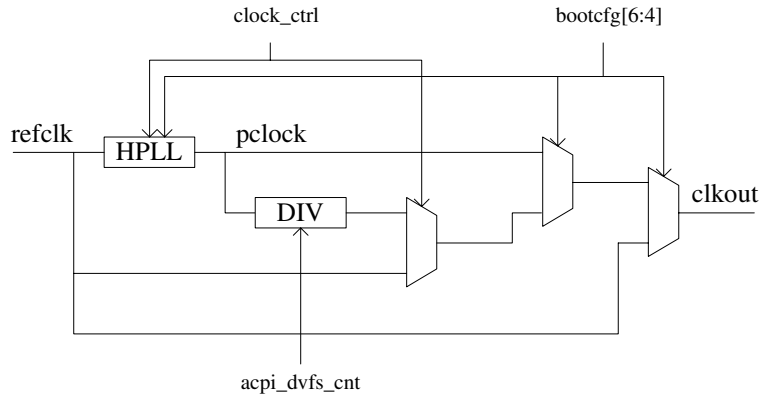 clock_ctrl
bootcfg[6:4]
refclk
HPLL
pclock
DIV
clkout
acpi_dvfs_cnt